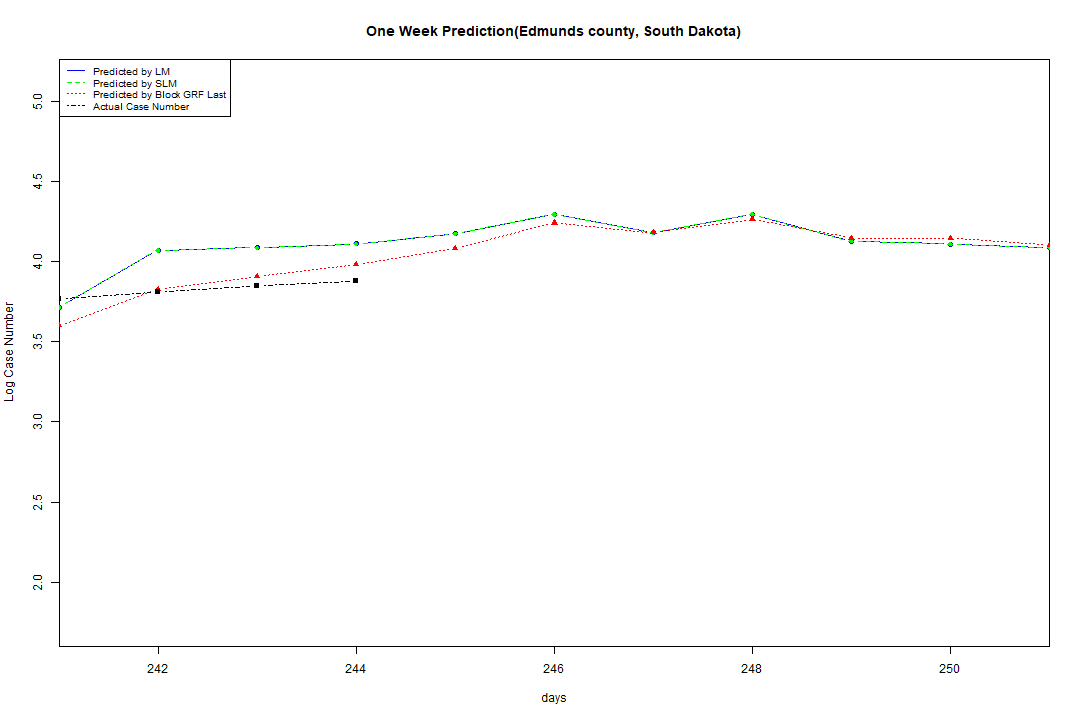 One Week Prediction(Edmunds county, South Dakota)
Predicted by LM
Predicted by SLM
Predicted by Block GRF Last
Actual Case Number
5.0
4.5
4.0
3.5
3.0
2.5
2.0
Log Case Number
242 244 246 248 250
days